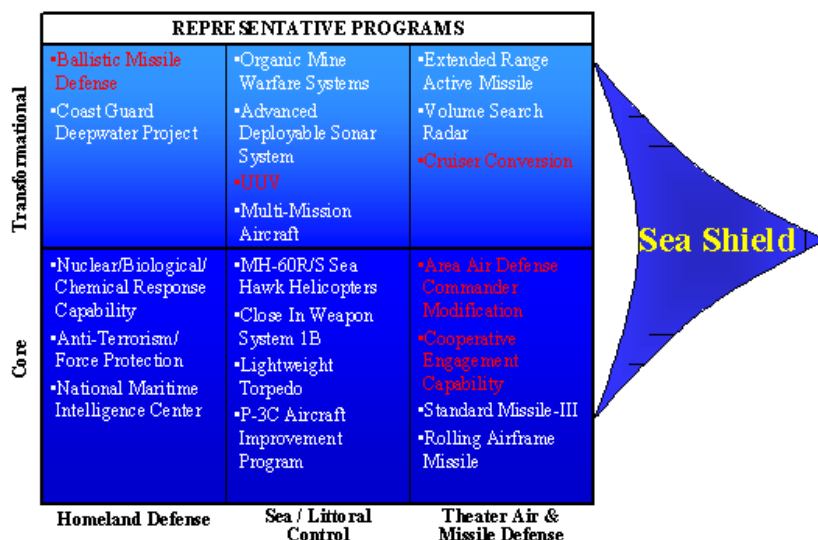 REPRESENTATIVE PROGRAMS
Transformational
▪Ballistic Missile
Defense
▪Coast Guard
Deepwater Project
▪Organic Mine
Warfare Systems
▪Advanced
Deployable Sonar
System
▪UUV
▪Multi-Mission
Aircraft
▪Extended Range
Active Missile
▪Volume Search
Radar
▪Cruiser Conversion
Core
▪Nuclear/Biological/
Chemical Response
Capability
▪Anti-Terrorism/
Force Protection
▪National Maritime
Intelligence Center
▪MH-60R/S Sea
Hawk Helicopters
▪Close In Weapon
System 1B
▪Lightweight
Torpedo
▪P-3C Aircraft
Improvement
Program
▪Area Air Defense
Commander
Modification
▪Cooperative
Engagement
Capability
▪Standard Missile-III
▪Rolling Airframe
Missile
Homeland Defense
Sea / Littoral
Control
Theater Air &
Missile Defense
Sea Shield